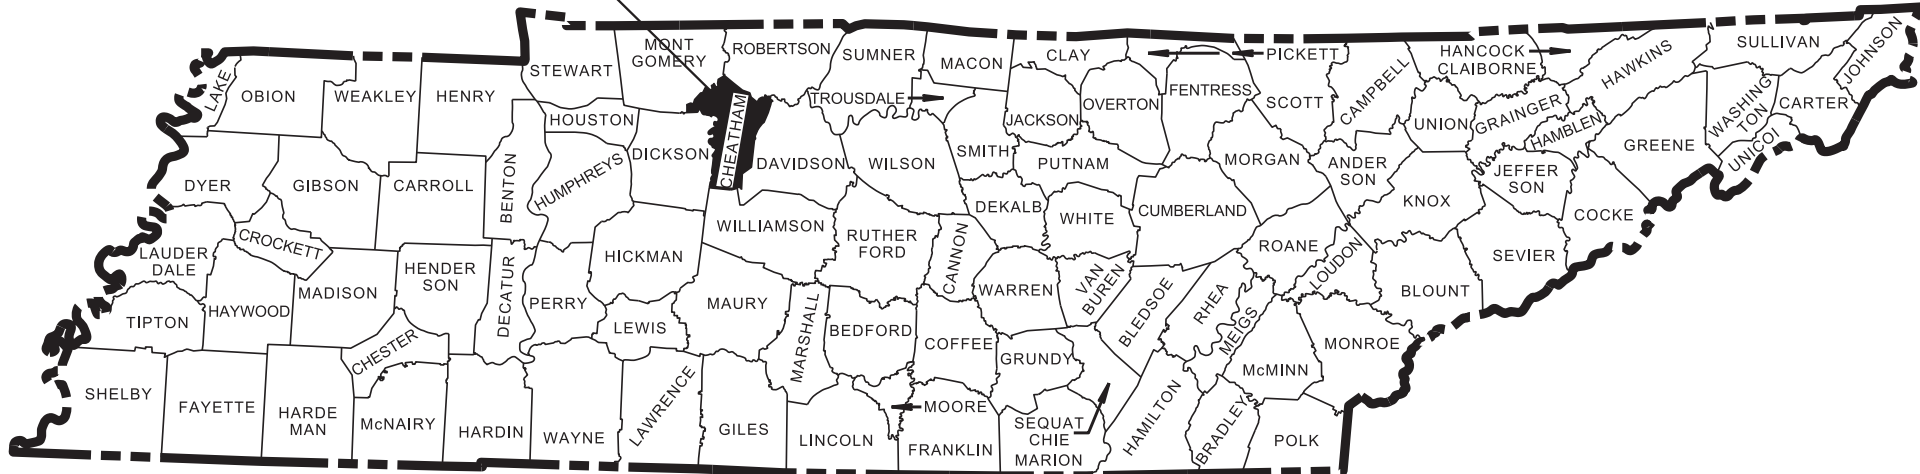 LAKE
OBION
WEAKLEY
HENRY
STEWART
MONT
GOMERY
ROBERTSON
SUMNER
MACON
CLAY
PICKETT
HANCOCK
CLAIBORNE
HAWKINS
SULLIVAN
JOHNSON
TROUSDALE
HOUSTON
CHEATHAM
JACKSON
OVERTON
FENTRESS
SCOTT
CAMPBELL
UNION
GRAINGER
HAMBLEN
WASHING
TON
CARTER
UNICOI
GREENE
DYER
GIBSON
CARROLL
BENTON
HUMPHREYS
DICKSON
DAVIDSON
WILSON
SMITH
PUTNAM
MORGAN
ANDER
SON
KNOX
JEFFER
SON
COCKE
LAUDER
DALE
CROCKETT
HAYWOOD
MADISON
HENDER
SON
DECATUR
PERRY
HICKMAN
WILLIAMSON
RUTHER
FORD
CANNON
DEKALB
WHITE
CUMBERLAND
ROANE
LOUDON
BLOUNT
SEVIER
TIPTON
CHESTER
LEWIS
MAURY
MARSHALL
BEDFORD
COFFEE
WARREN
VAN
BUREN
BLEDSOE
RHEA
MEIGS
McMINN
MONROE
SHELBY
FAYETTE
HARDE
MAN
McNAIRY
HARDIN
WAYNE
LAWRENCE
GILES
LINCOLN
MOORE
FRANKLIN
GRUNDY
SEQUAT
CHIE
MARION
HAMILTON
BRADLEY
POLK